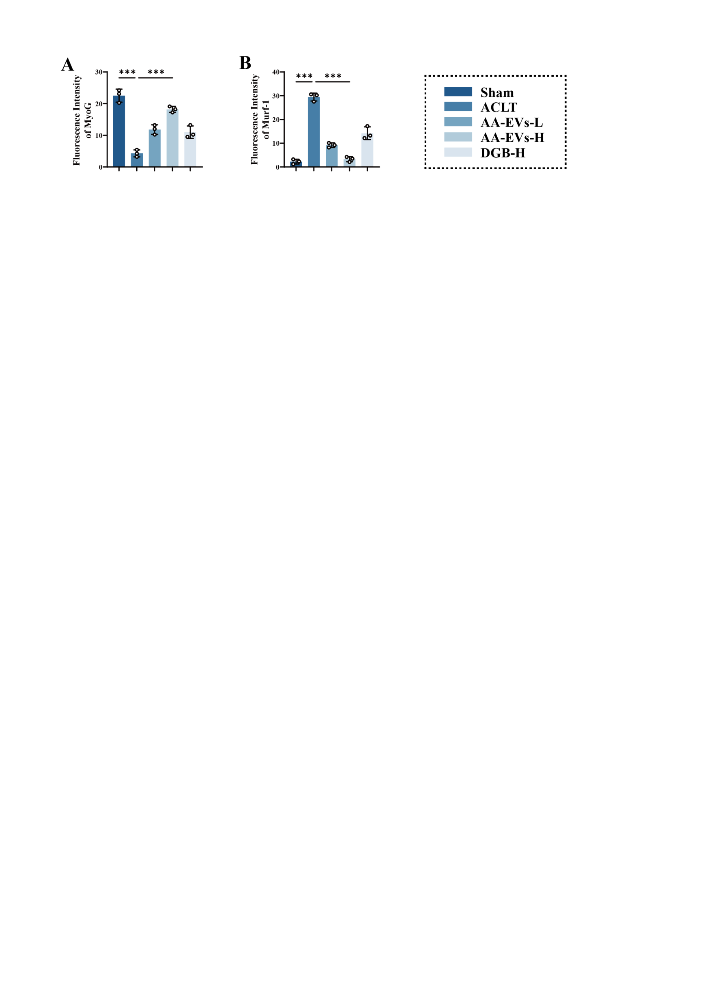 A
Fluorescence Intensity
of MyoG
30
20
10
0
***
***
B
Fluorescence Intensity
of Murf-1
40
30
20
10
0
***
***
Sham
ACLT
AA-EVs-L
AA-EVs-H
DGB-H